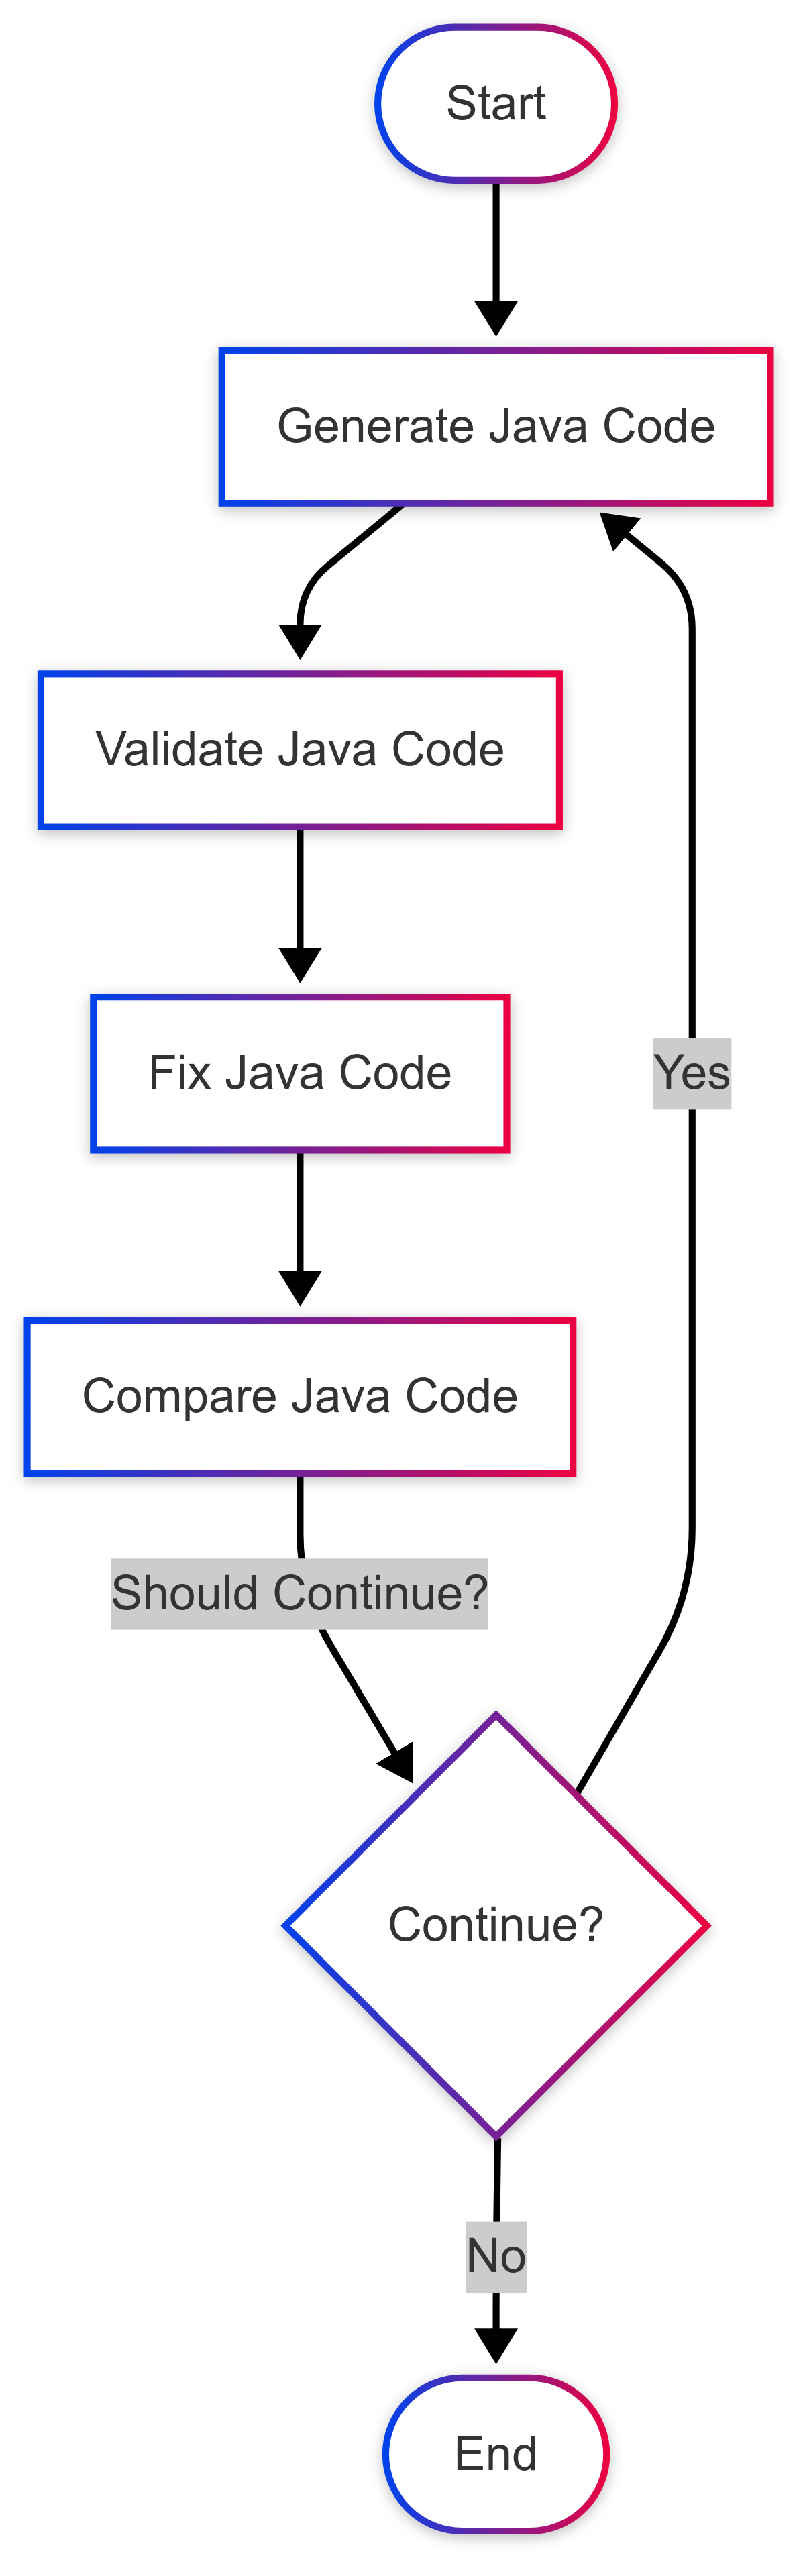 Start
Generate Java Code
Validate Java Code
Fix Java Code
Yes
Compare Java Code
Should Continue?
Continue?
No
End